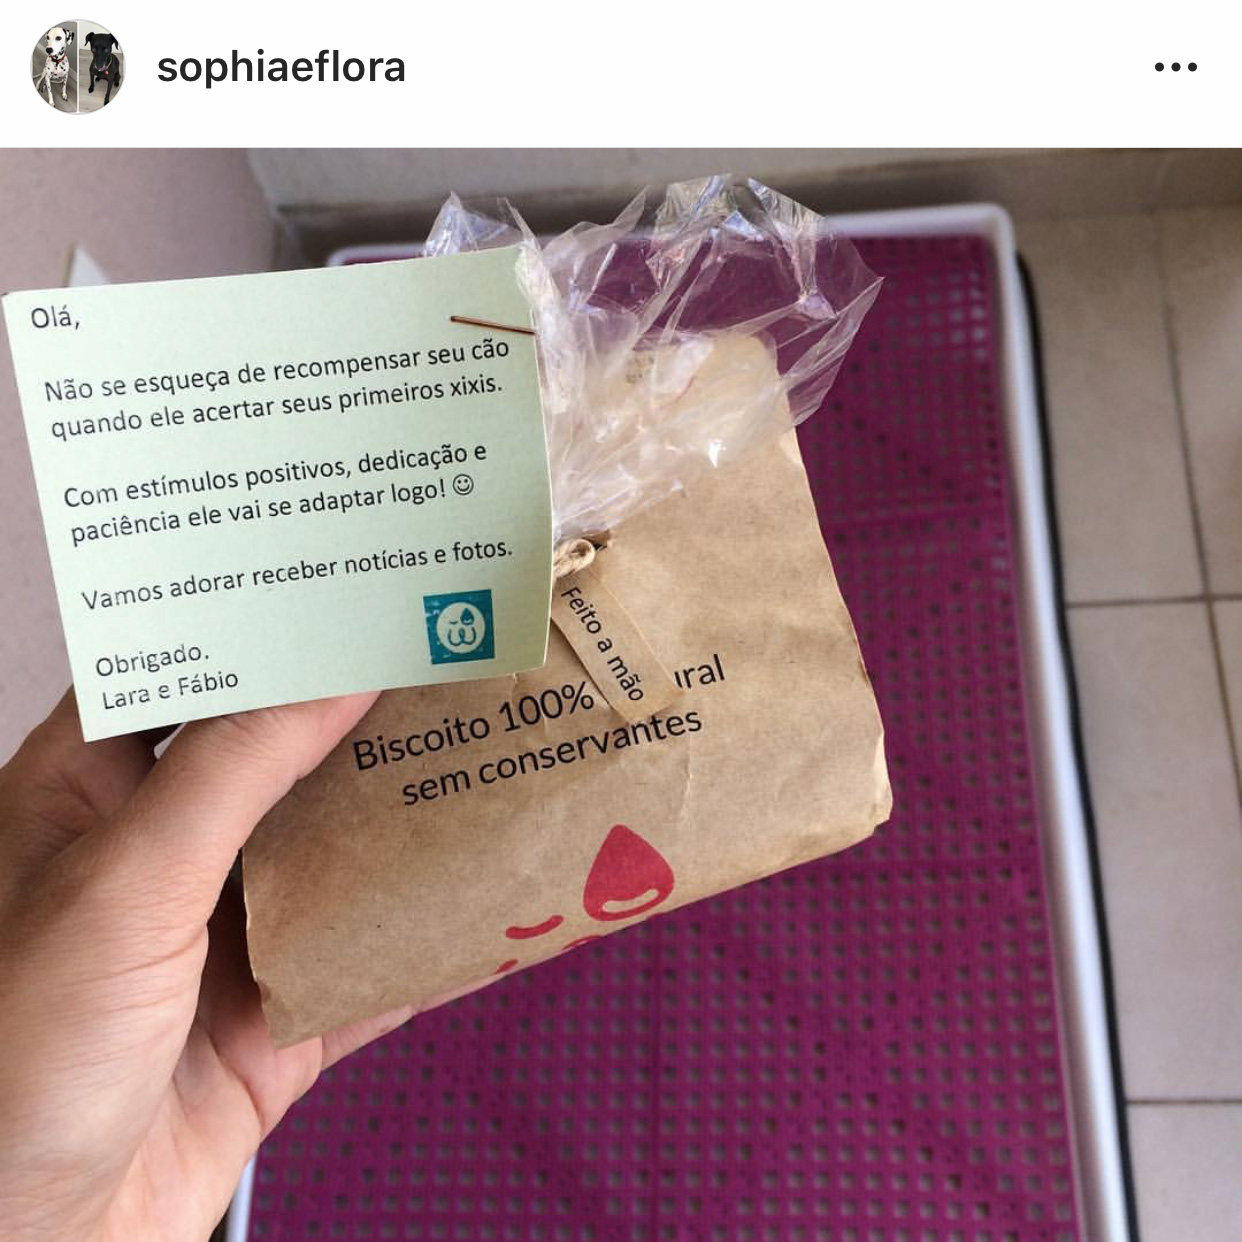 sophiaeflora
Olá,
Não se esqueça de recompensar seu cão
quando ele acertar seus primeiros xixis.
Com estímulos positivos, dedicação e
paciência ele vai se adaptar logo! ☺
Vamos adorar receber notícias e fotos.
Obrigado.
Lara e Fábio
Feito a mão
Biscoito 100%
sem conservantes